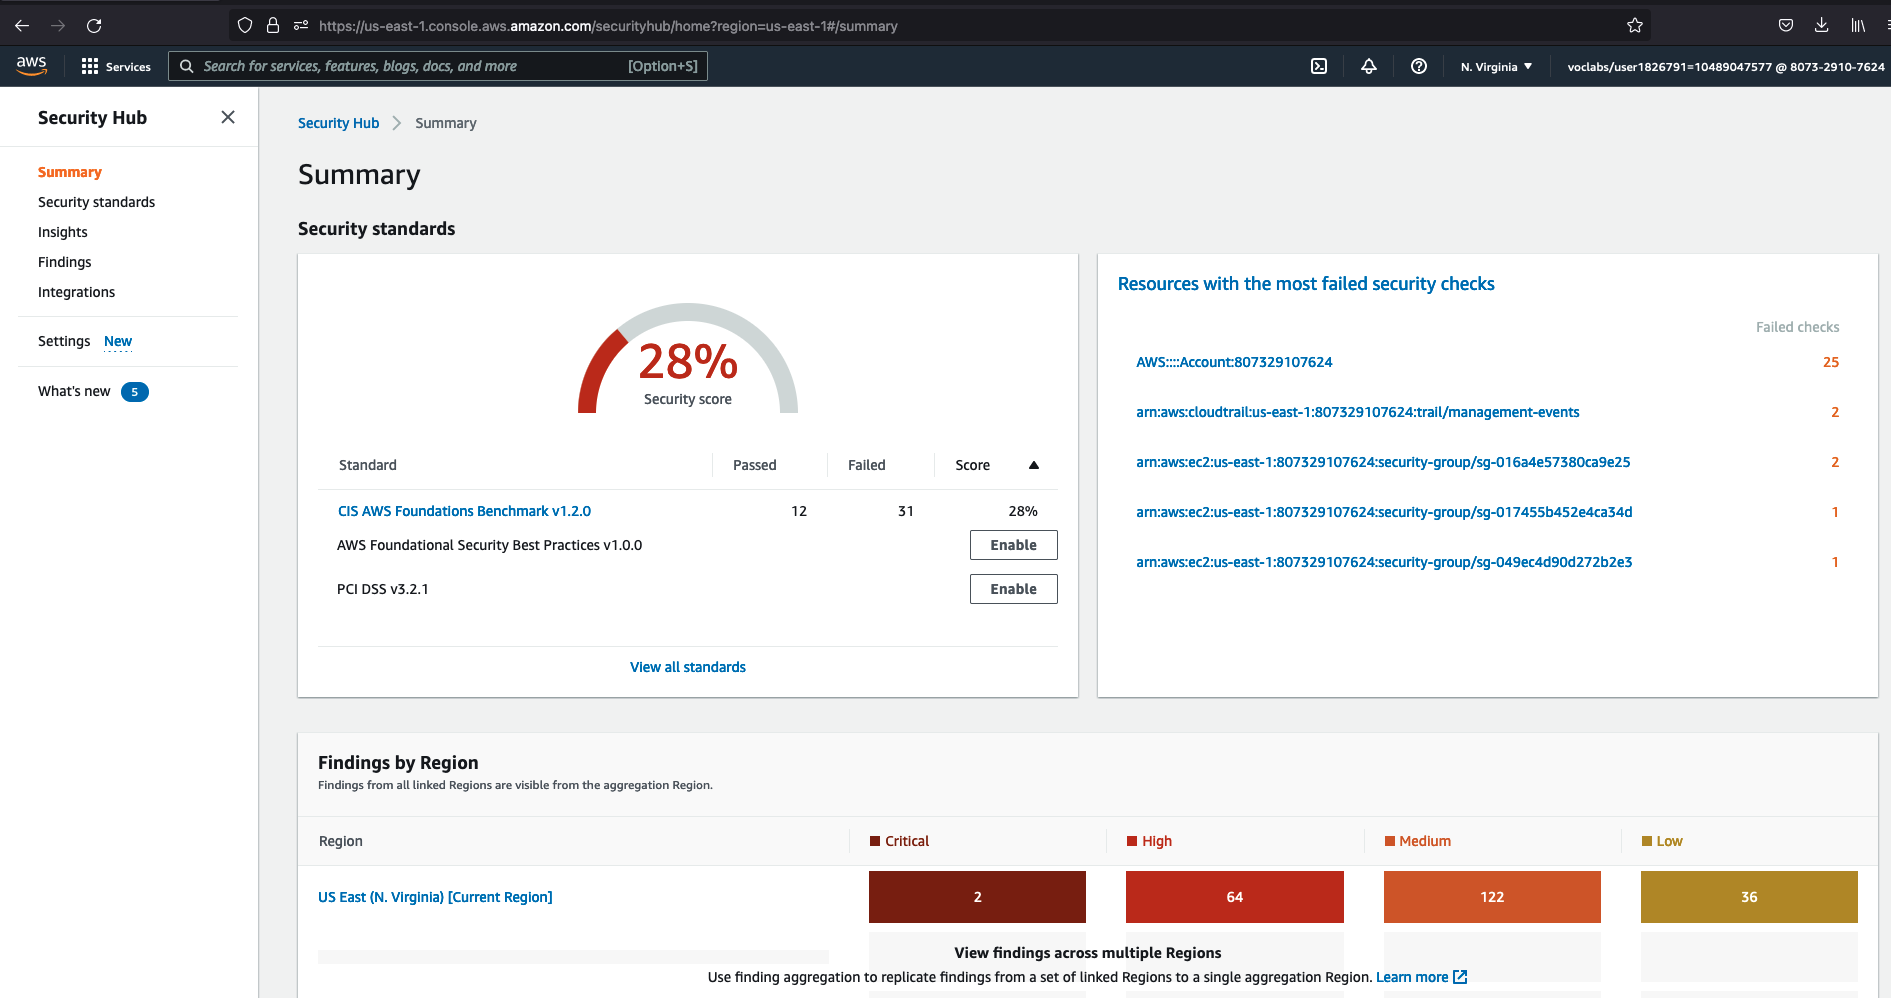 https://us-east-1.console.aws.amazon.com/securityhub/home?region=us-east-1#/summary
aws
Services
Search for services, features, blogs, docs, and more
[Option+S]
N. Virginia ▼
voclabs/user1826791=10489047577 @ 8073-2910-7624
Security Hub
Summary
Security standards
Insights
Findings
Integrations
Settings New
What's new 5
Security Hub > Summary
Summary
Security standards
28%
Security score
Standard Passed Failed Score ▲
CIS AWS Foundations Benchmark v1.2.0 12 31 28%
AWS Foundational Security Best Practices v1.0.0 Enable
PCI DSS v3.2.1 Enable
View all standards
Resources with the most failed security checks
Failed checks
AWS::::Account:807329107624 25
arn:aws:cloudtrail:us-east-1:807329107624:trail/management-events 2
arn:aws:ec2:us-east-1:807329107624:security-group/sg-016a4e57380ca9e25 2
arn:aws:ec2:us-east-1:807329107624:security-group/sg-017455b452e4ca34d 1
arn:aws:ec2:us-east-1:807329107624:security-group/sg-049ec4d90d272b2e3 1
Findings by Region
Findings from all linked Regions are visible from the aggregation Region.
Region Critical High Medium Low
US East (N. Virginia) [Current Region] 2 64 122 36
View findings across multiple Regions
Use finding aggregation to replicate findings from a set of linked Regions to a single aggregation Region. Learn more